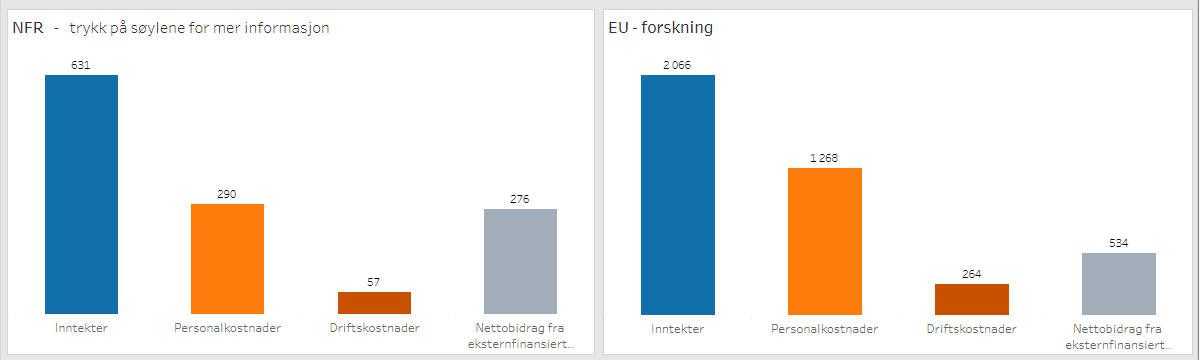 NFR - trykk på søylene for mer informasjon
631
290
57
276
Inntekter
Personalkostnader
Driftskostnader
Nettobidrag fra
eksternfinansiert..
EU - forskning
2 066
1 268
264
534
Inntekter
Personalkostnader
Driftskostnader
Nettobidrag fra
eksternfinansiert..